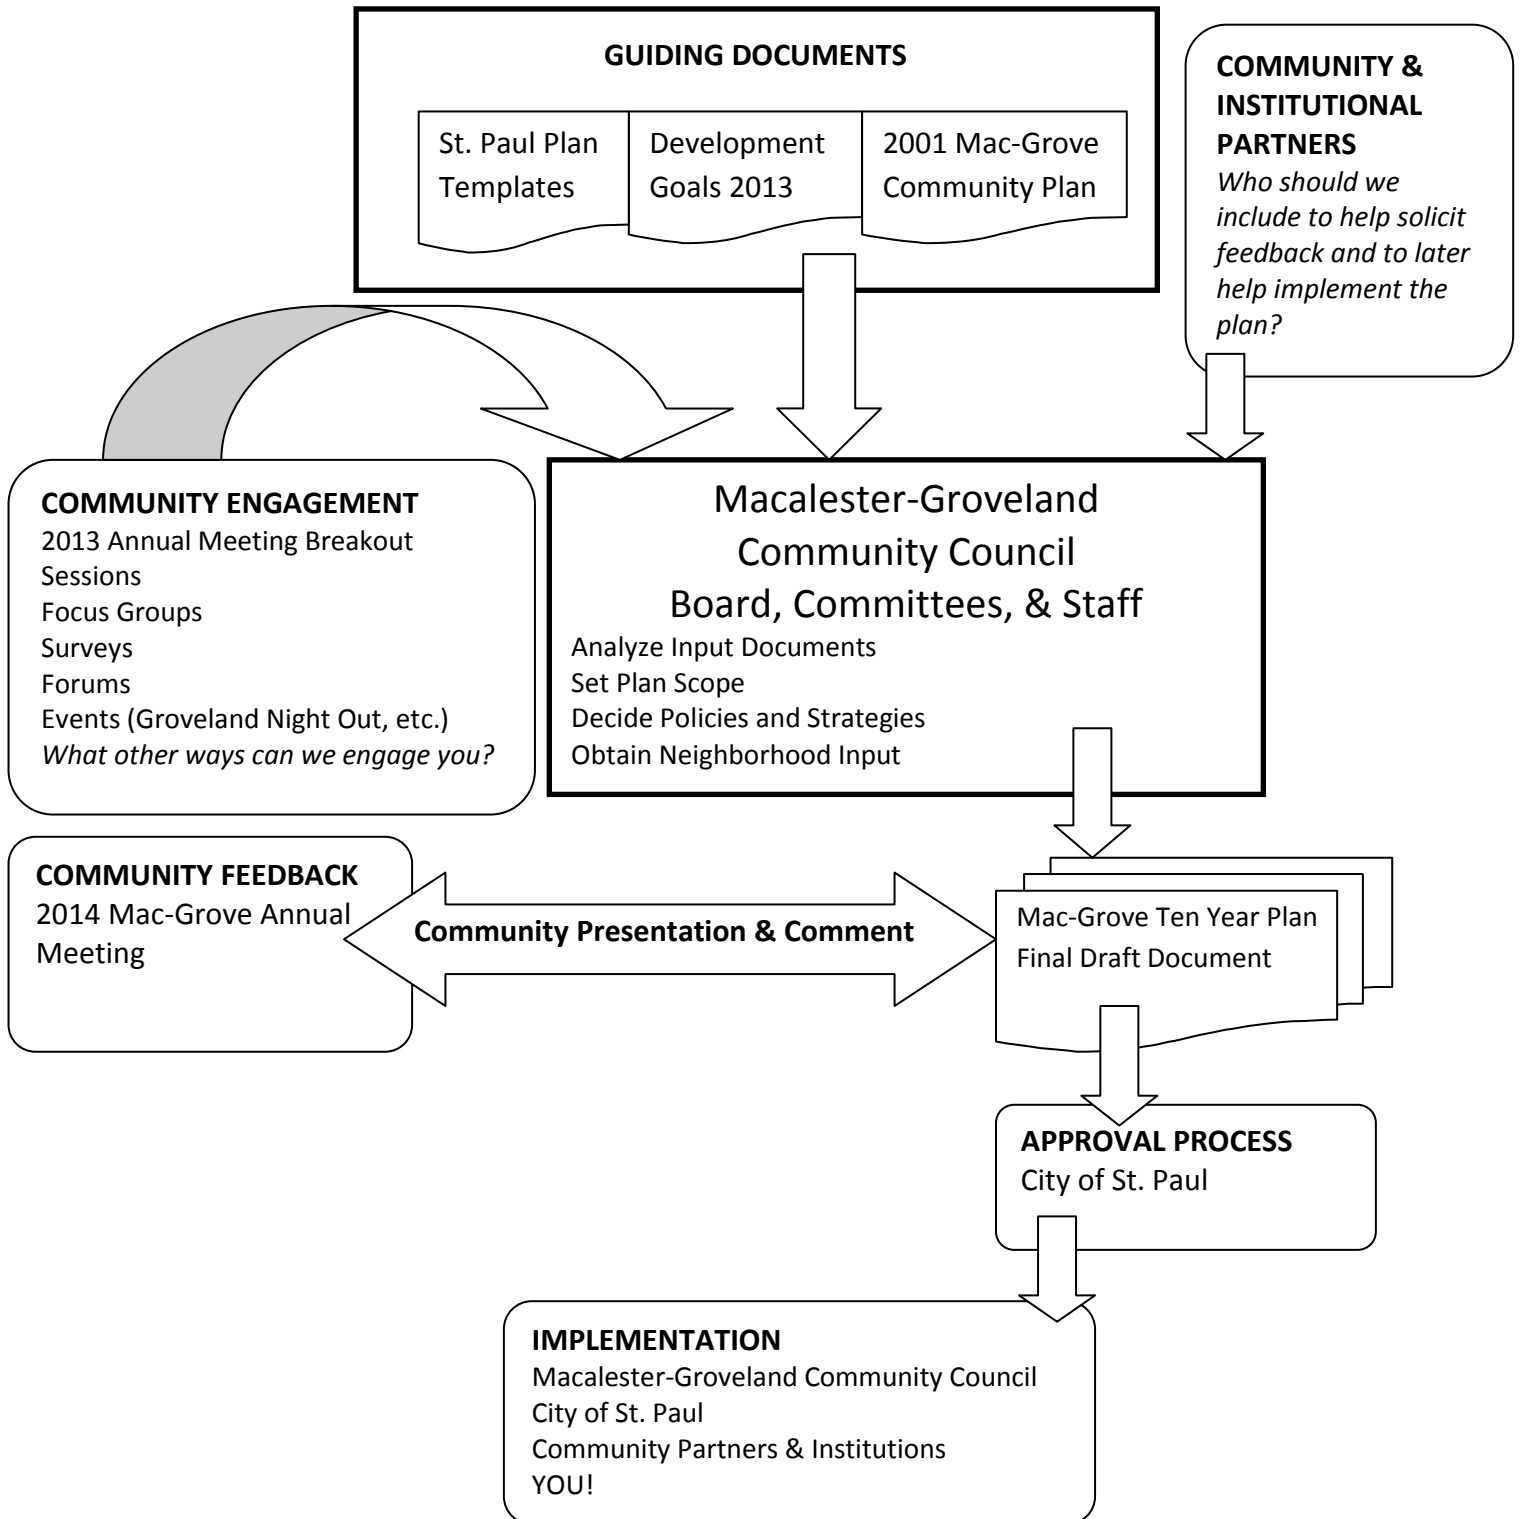 GUIDING DOCUMENTS
St. Paul Plan
Templates
Development
Goals 2013
2001 Mac-Grove
Community Plan
COMMUNITY &
INSTITUTIONAL
PARTNERS
Who should we
include to help solicit
feedback and to later
help implement the
plan?
COMMUNITY ENGAGEMENT
2013 Annual Meeting Breakout
Sessions
Focus Groups
Surveys
Forums
Events (Groveland Night Out, etc.)
What other ways can we engage you?
Macalester-Groveland
Community Council
Board, Committees, & Staff
Analyze Input Documents
Set Plan Scope
Decide Policies and Strategies
Obtain Neighborhood Input
COMMUNITY FEEDBACK
2014 Mac-Grove Annual
Meeting
Community Presentation & Comment
Mac-Grove Ten Year Plan
Final Draft Document
APPROVAL PROCESS
City of St. Paul
IMPLEMENTATION
Macalester-Groveland Community Council
City of St. Paul
Community Partners & Institutions
YOU!